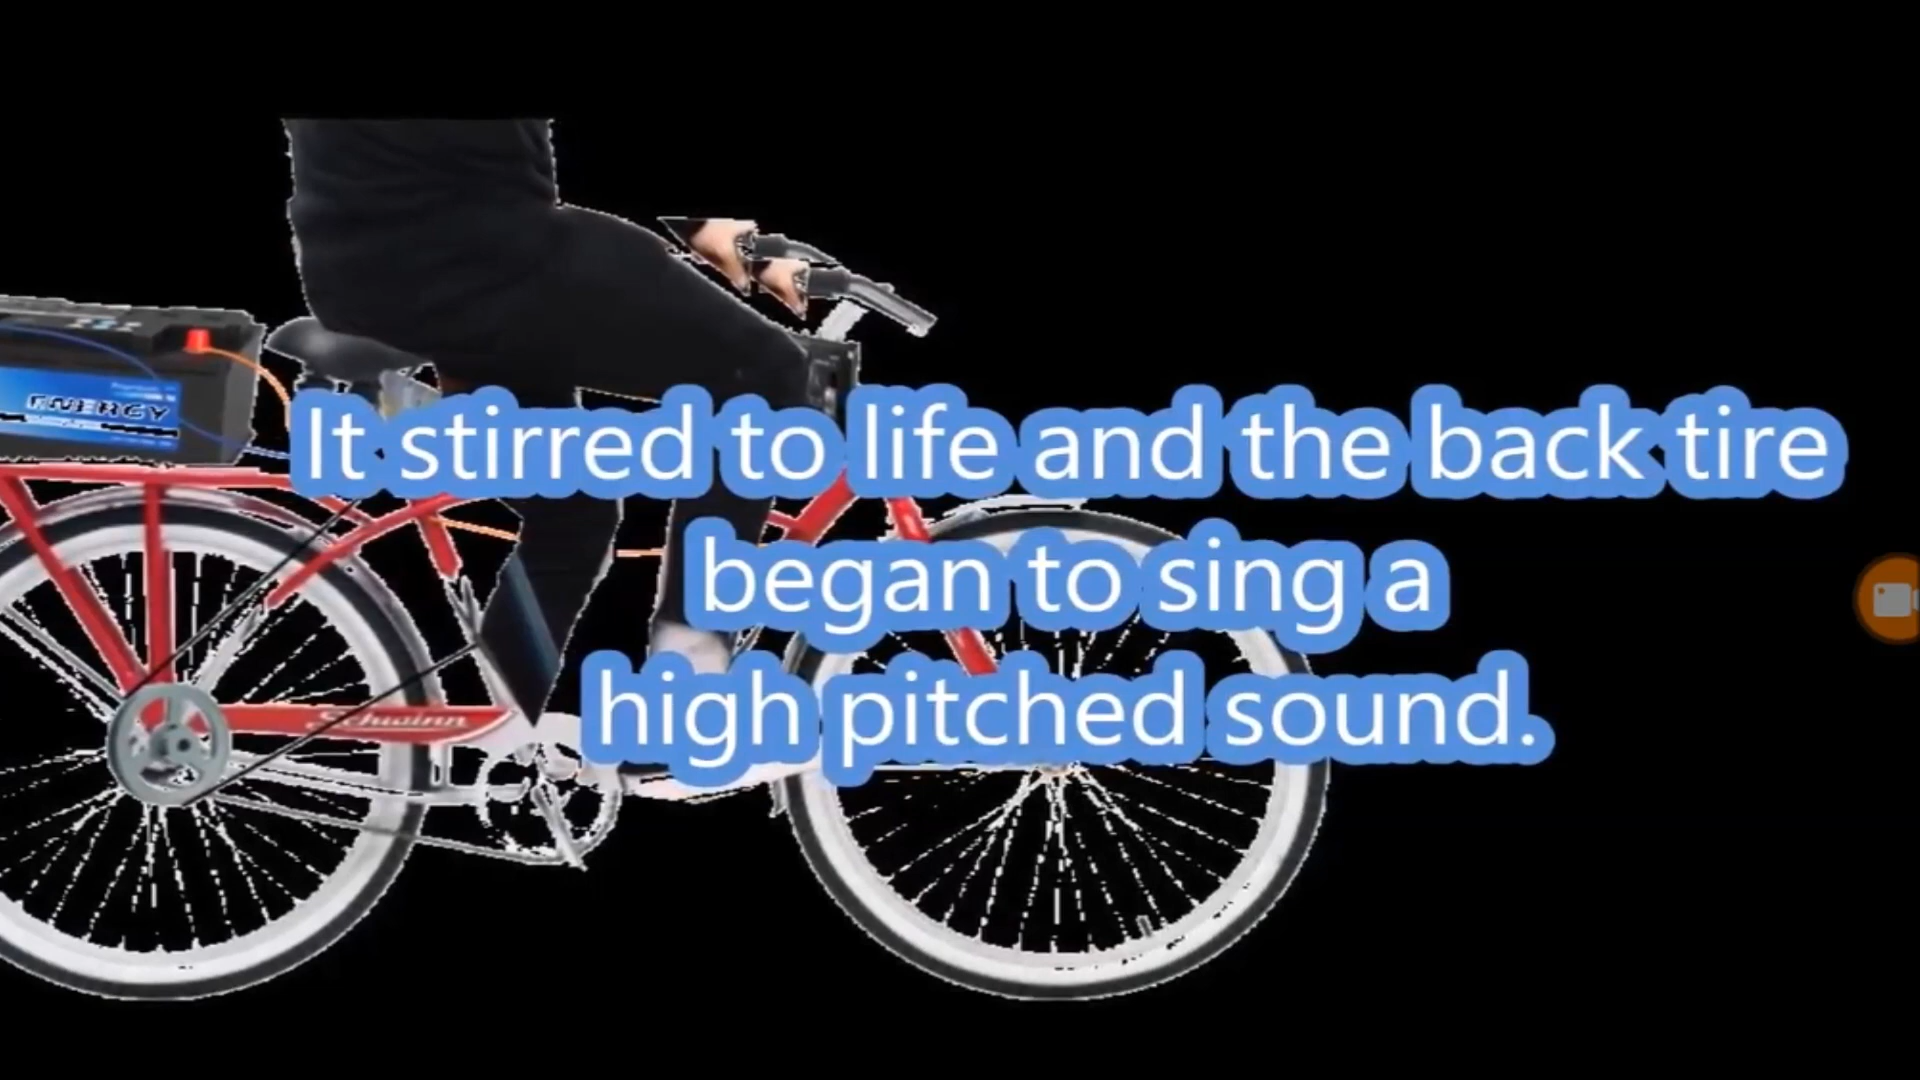 ENERGY
It stirred to life and the back tire
began to sing a
high pitched sound.
Schwinn